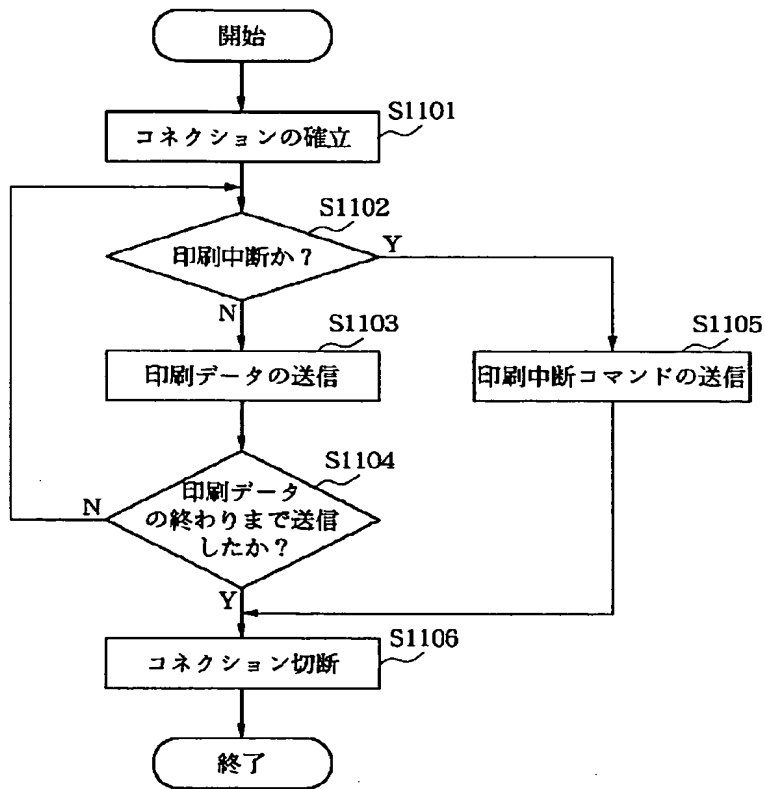 開始
S1101
コネクションの確立
S1102
印刷中断か?
Y
N
S1103
印刷データの送信
S1105
印刷中断コマンドの送信
S1104
印刷データ
の終わりまで送信
したか?
N
Y
S1106
コネクション切断
終了